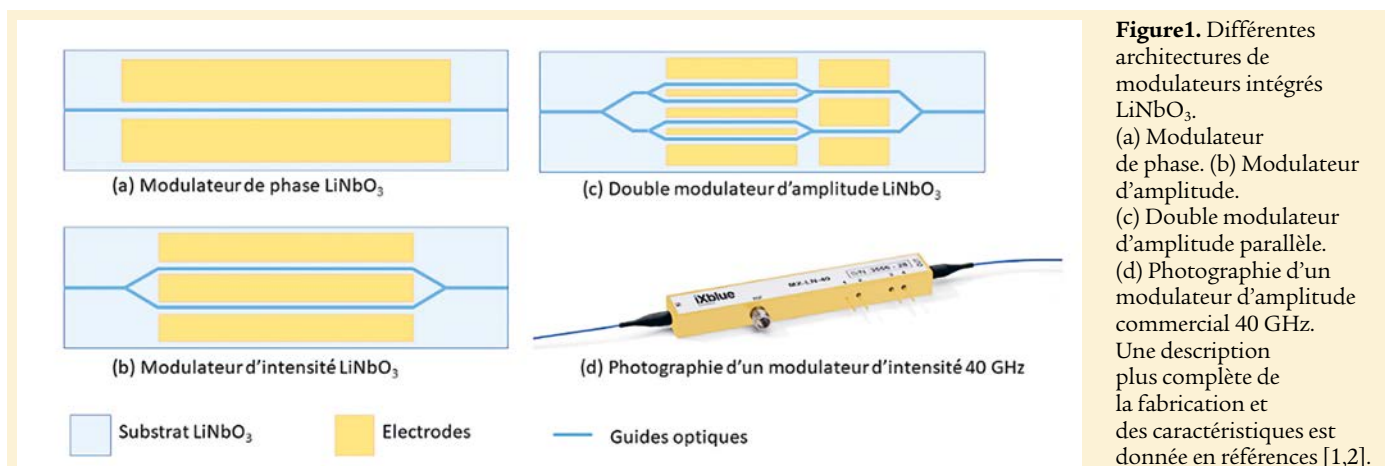 (a) Modulateur de phase LiNbO₃
(c) Double modulateur d'amplitude LiNbO₃
(b) Modulateur d'intensité LiNbO₃
iXblue
MX-LN-40
(d) Photographie d'un modulateur d'intensité 40 GHz
Substrat LiNbO₃
Electrodes
Guides optiques
Figure1. Différentes
architectures de
modulateurs intégrés
LiNbO₃.
(a) Modulateur
de phase. (b) Modulateur
d'amplitude.
(c) Double modulateur
d'amplitude parallèle.
(d) Photographie d'un
modulateur d'amplitude
commercial 40 GHz.
Une description
plus complète de
la fabrication et
des caractéristiques est
donnée en références [1,2].